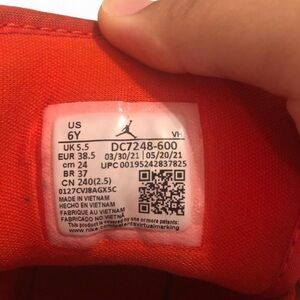 US
6Y
VH
UK 5.5
DC7248-600
EUR 38.5
03/30/21
05/20/21
cm 24
UPC 00195242837825
BR 37
CN 240(2.5)
0127CVJ8AGX5C
MADE IN VIETNAM
HECHO EN VIETNAM
FABRIQUE AU VIETNAM
FABRICADO NO VIETNAM